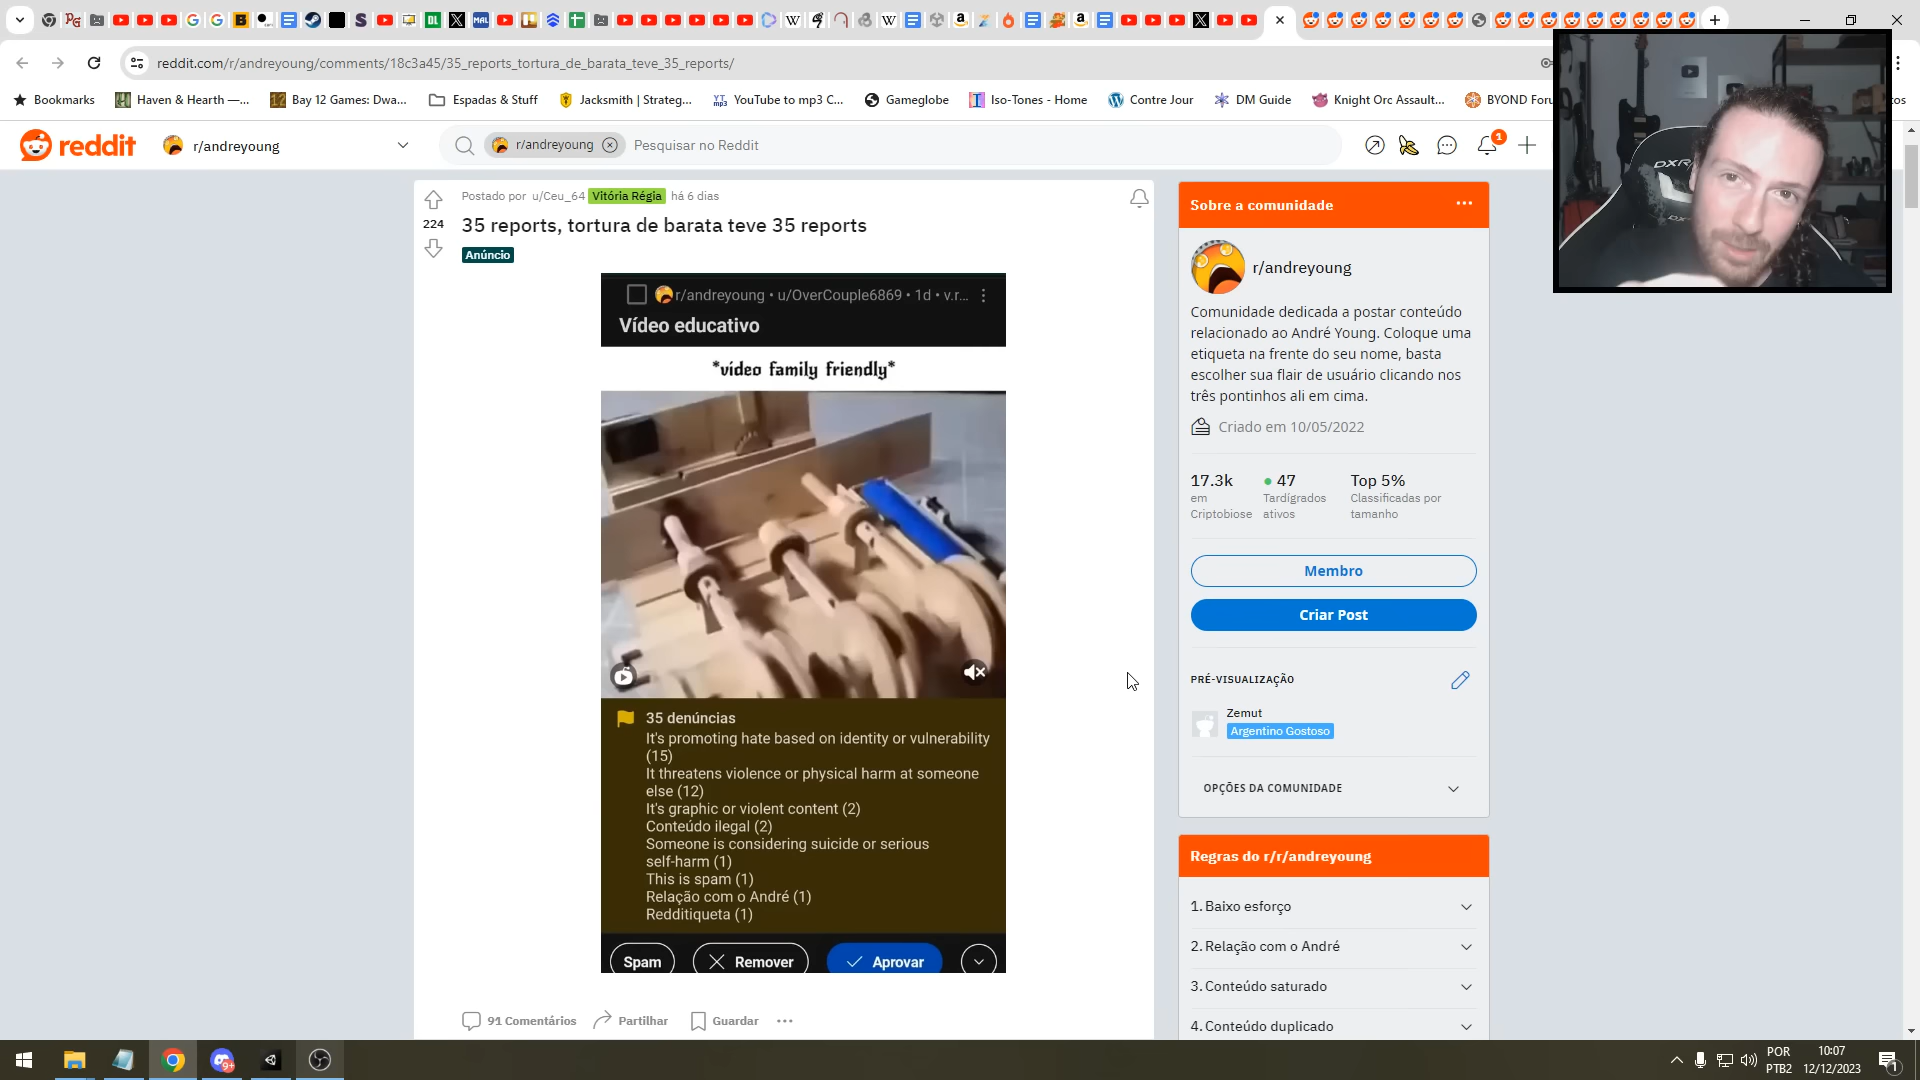 reddit.com/r/andreyoung/comments/18c3a45/35_reports_tortura_de_barata_teve_35_reports/
Bookmarks
Haven & Hearth —...
Bay 12 Games: Dwa...
Espadas & Stuff
Jacksmith | Strateg...
YouTube to mp3 C...
Gameglobe
Iso-Tones - Home
Contre Jour
DM Guide
Knight Orc Assault...
BYOND Foru
reddit
r/andreyoung
r/andreyoung
Pesquisar no Reddit
1
DXR
Postado por u/Ceu_64 Vitória Régia há 6 dias
224
35 reports, tortura de barata teve 35 reports
Anúncio
r/andreyoung • u/OverCouple6869 • 1d • v.r...
Vídeo educativo
*vídeo family friendly*
35 denúncias
It's promoting hate based on identity or vulnerability
(15)
It threatens violence or physical harm at someone
else (12)
It's graphic or violent content (2)
Conteúdo ilegal (2)
Someone is considering suicide or serious
self-harm (1)
This is spam (1)
Relação com o André (1)
Redditiqueta (1)
Spam
Remover
Aprovar
91 Comentários
Partilhar
Guardar
Sobre a comunidade
r/andreyoung
Comunidade dedicada a postar conteúdo
relacionado ao André Young. Coloque uma
etiqueta na frente do seu nome, basta
escolher sua flair de usuário clicando nos
três pontinhos ali em cima.
Criado em 10/05/2022
17.3k
em
Criptobiose
47
Tardígrados
ativos
Top 5%
Classificadas por
tamanho
Membro
Criar Post
PRÉ-VISUALIZAÇÃO
Zemut
Argentino Gostoso
OPÇÕES DA COMUNIDADE
Regras do r/r/andreyoung
1. Baixo esforço
2. Relação com o André
3. Conteúdo saturado
4. Conteúdo duplicado
9+
POR
PTB2
10:07
12/12/2023
1